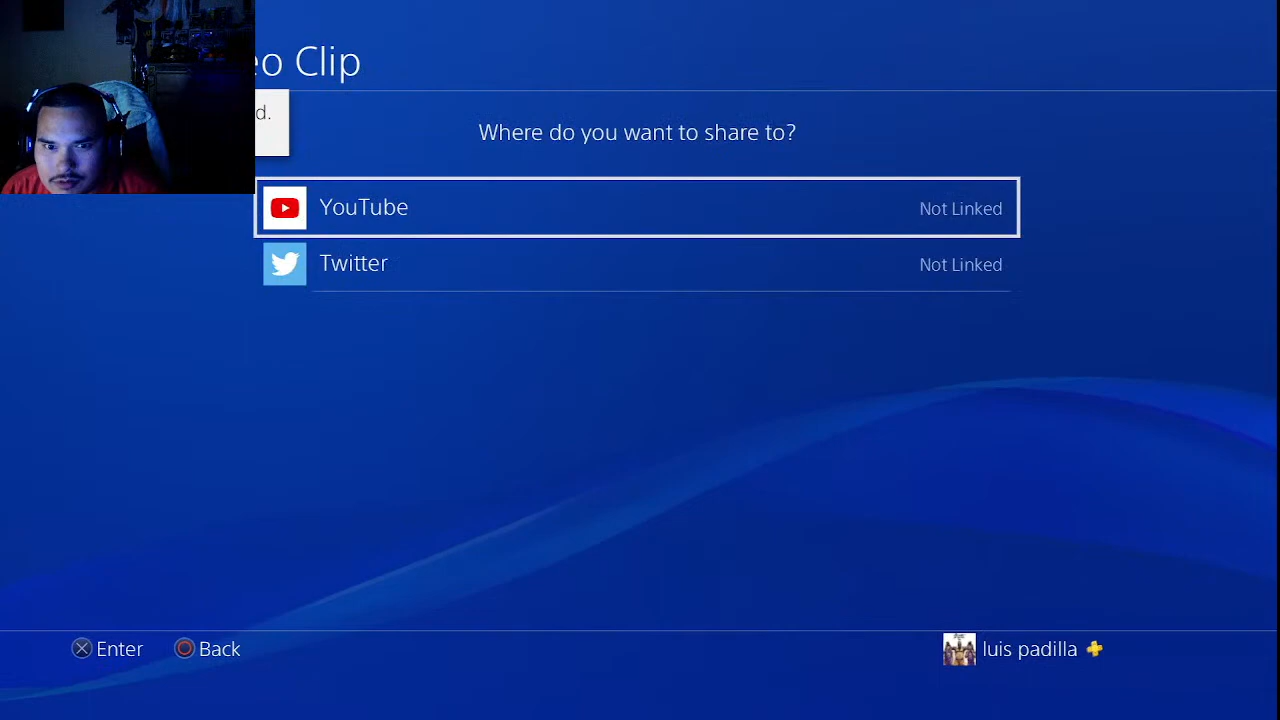 eo Clip
d.
Where do you want to share to?
YouTube Not Linked
Twitter Not Linked
Enter Back luis padilla